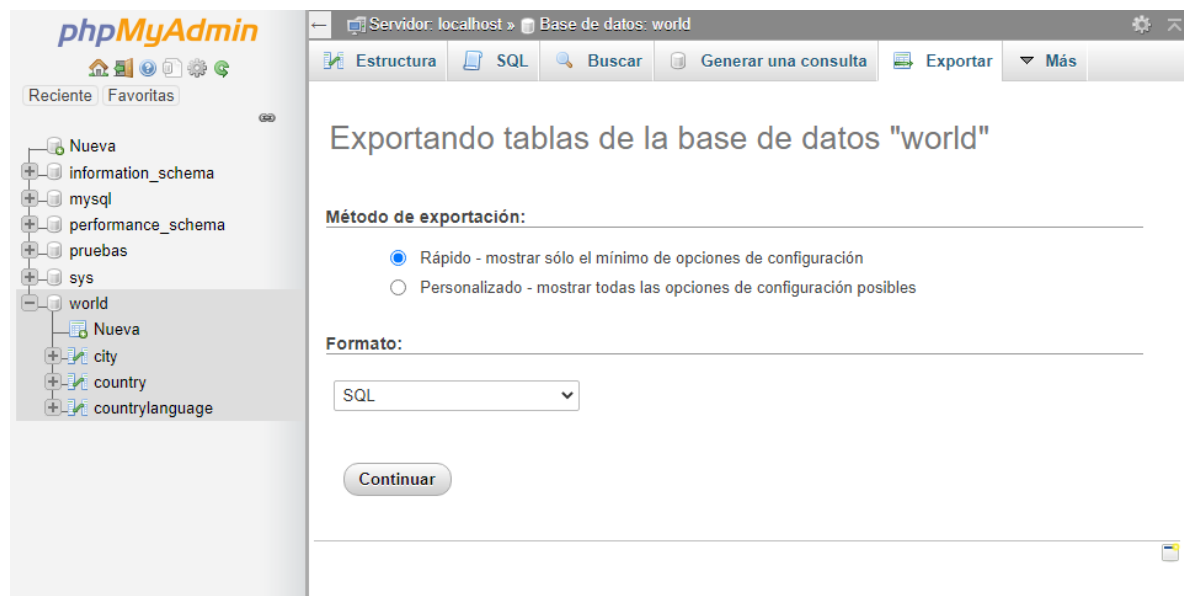 phpMyAdmin
Reciente Favoritas
Nueva
information_schema
mysql
performance_schema
pruebas
sys
world
Nueva
city
country
countrylanguage
Servidor: localhost » Base de datos: world
Estructura SQL Buscar Generar una consulta Exportar Más
Exportando tablas de la base de datos "world"
Método de exportación:
Rápido - mostrar sólo el mínimo de opciones de configuración
Personalizado - mostrar todas las opciones de configuración posibles
Formato:
SQL
Continuar